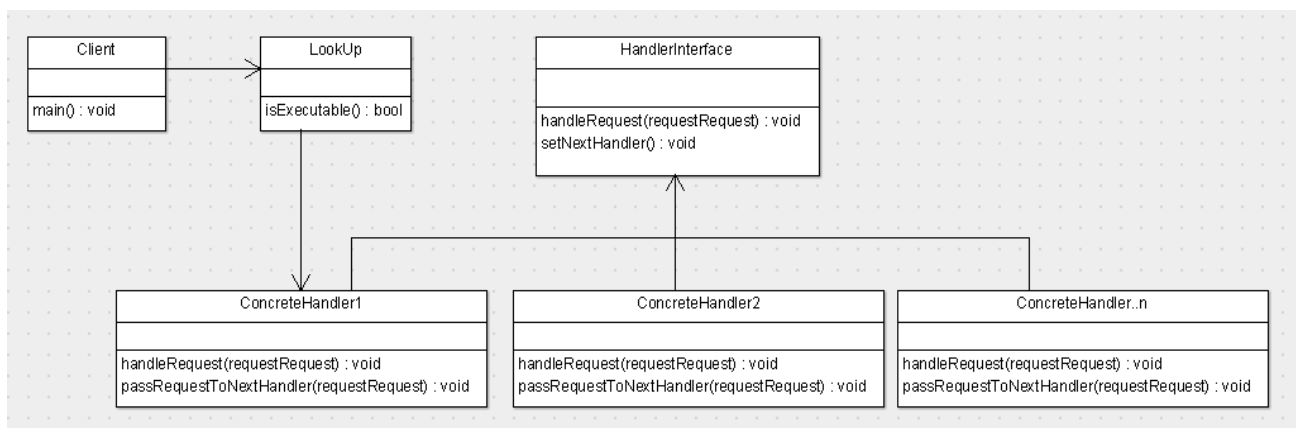 Client
main() : void
LookUp
isExecutable() : bool
HandlerInterface
handleRequest(requestRequest) : void
setNextHandler() : void
ConcreteHandler1
handleRequest(requestRequest) : void
passRequestToNextHandler(requestRequest) : void
ConcreteHandler2
handleRequest(requestRequest) : void
passRequestToNextHandler(requestRequest) : void
ConcreteHandler..n
handleRequest(requestRequest) : void
passRequestToNextHandler(requestRequest) : void